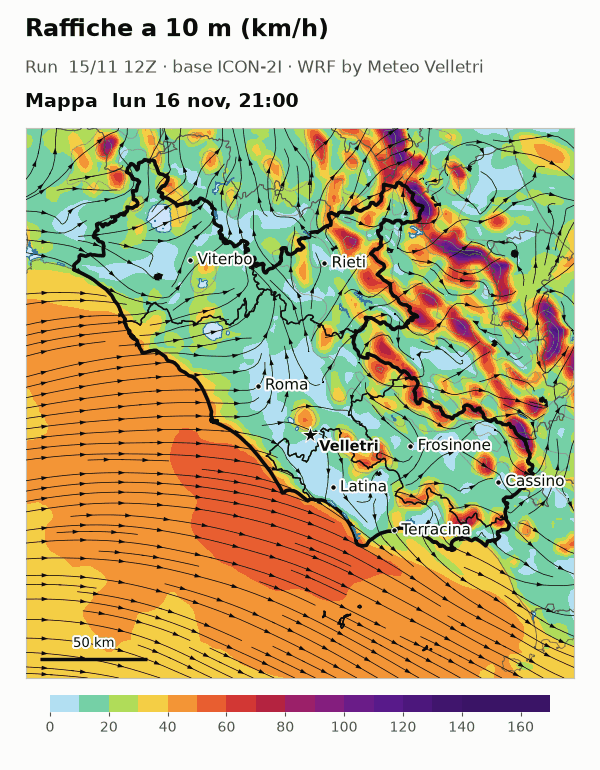 Raffiche a 10 m (km/h)
Run 15/11 12Z · base ICON-2I · WRF by Meteo Velletri
Mappa lun 16 nov, 21:00
Viterbo
Rieti
Roma
Velletri
Frosinone
Latina
Cassino
Terracina
50 km
0 20 40 60 80 100 120 140 160